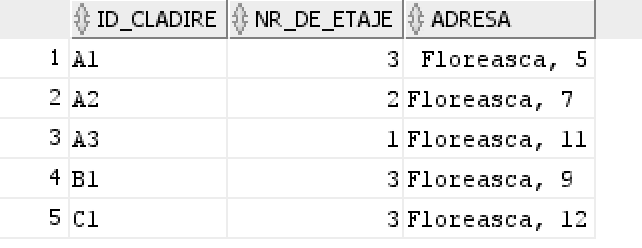 ID_CLADIRE NR_DE_ETAJE ADRESA
1 A1 3 Floreasca, 5
2 A2 2 Floreasca, 7
3 A3 1 Floreasca, 11
4 B1 3 Floreasca, 9
5 C1 3 Floreasca, 12